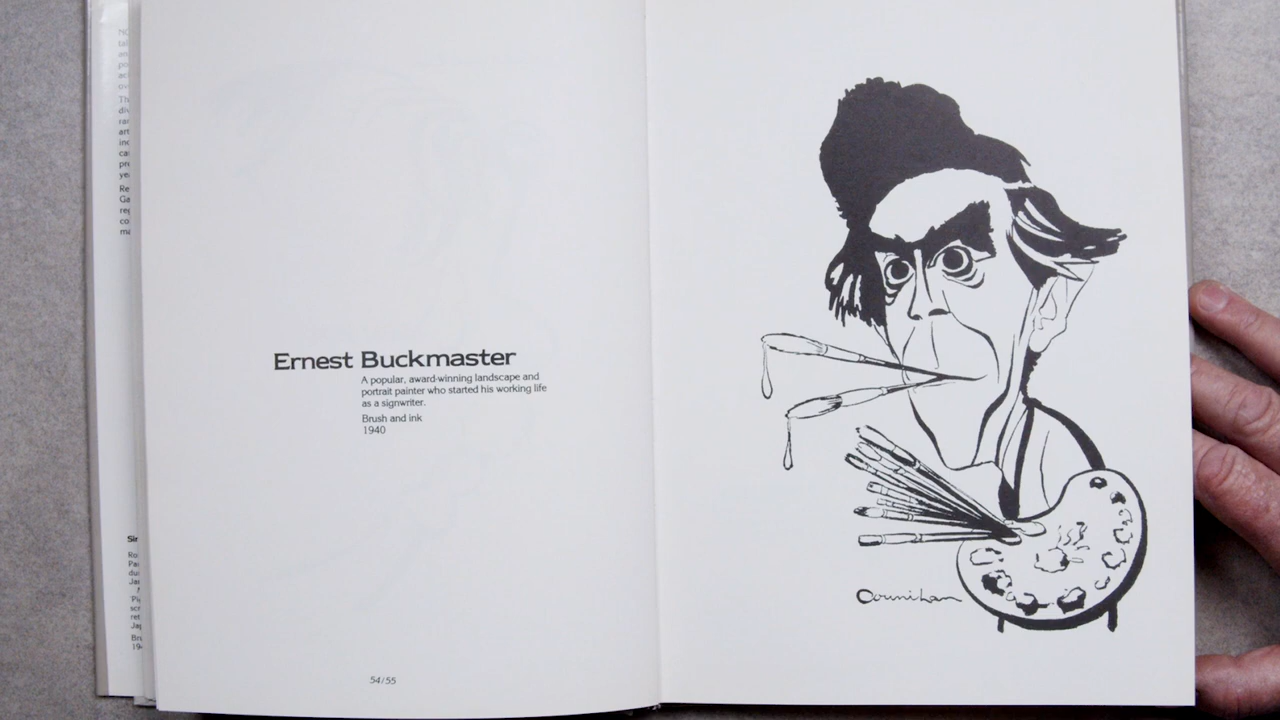 Ernest Buckmaster
A popular, award-winning landscape and
portrait painter who started his working life
as a signwriter.
Brush and ink
1940
54/55
Counihan